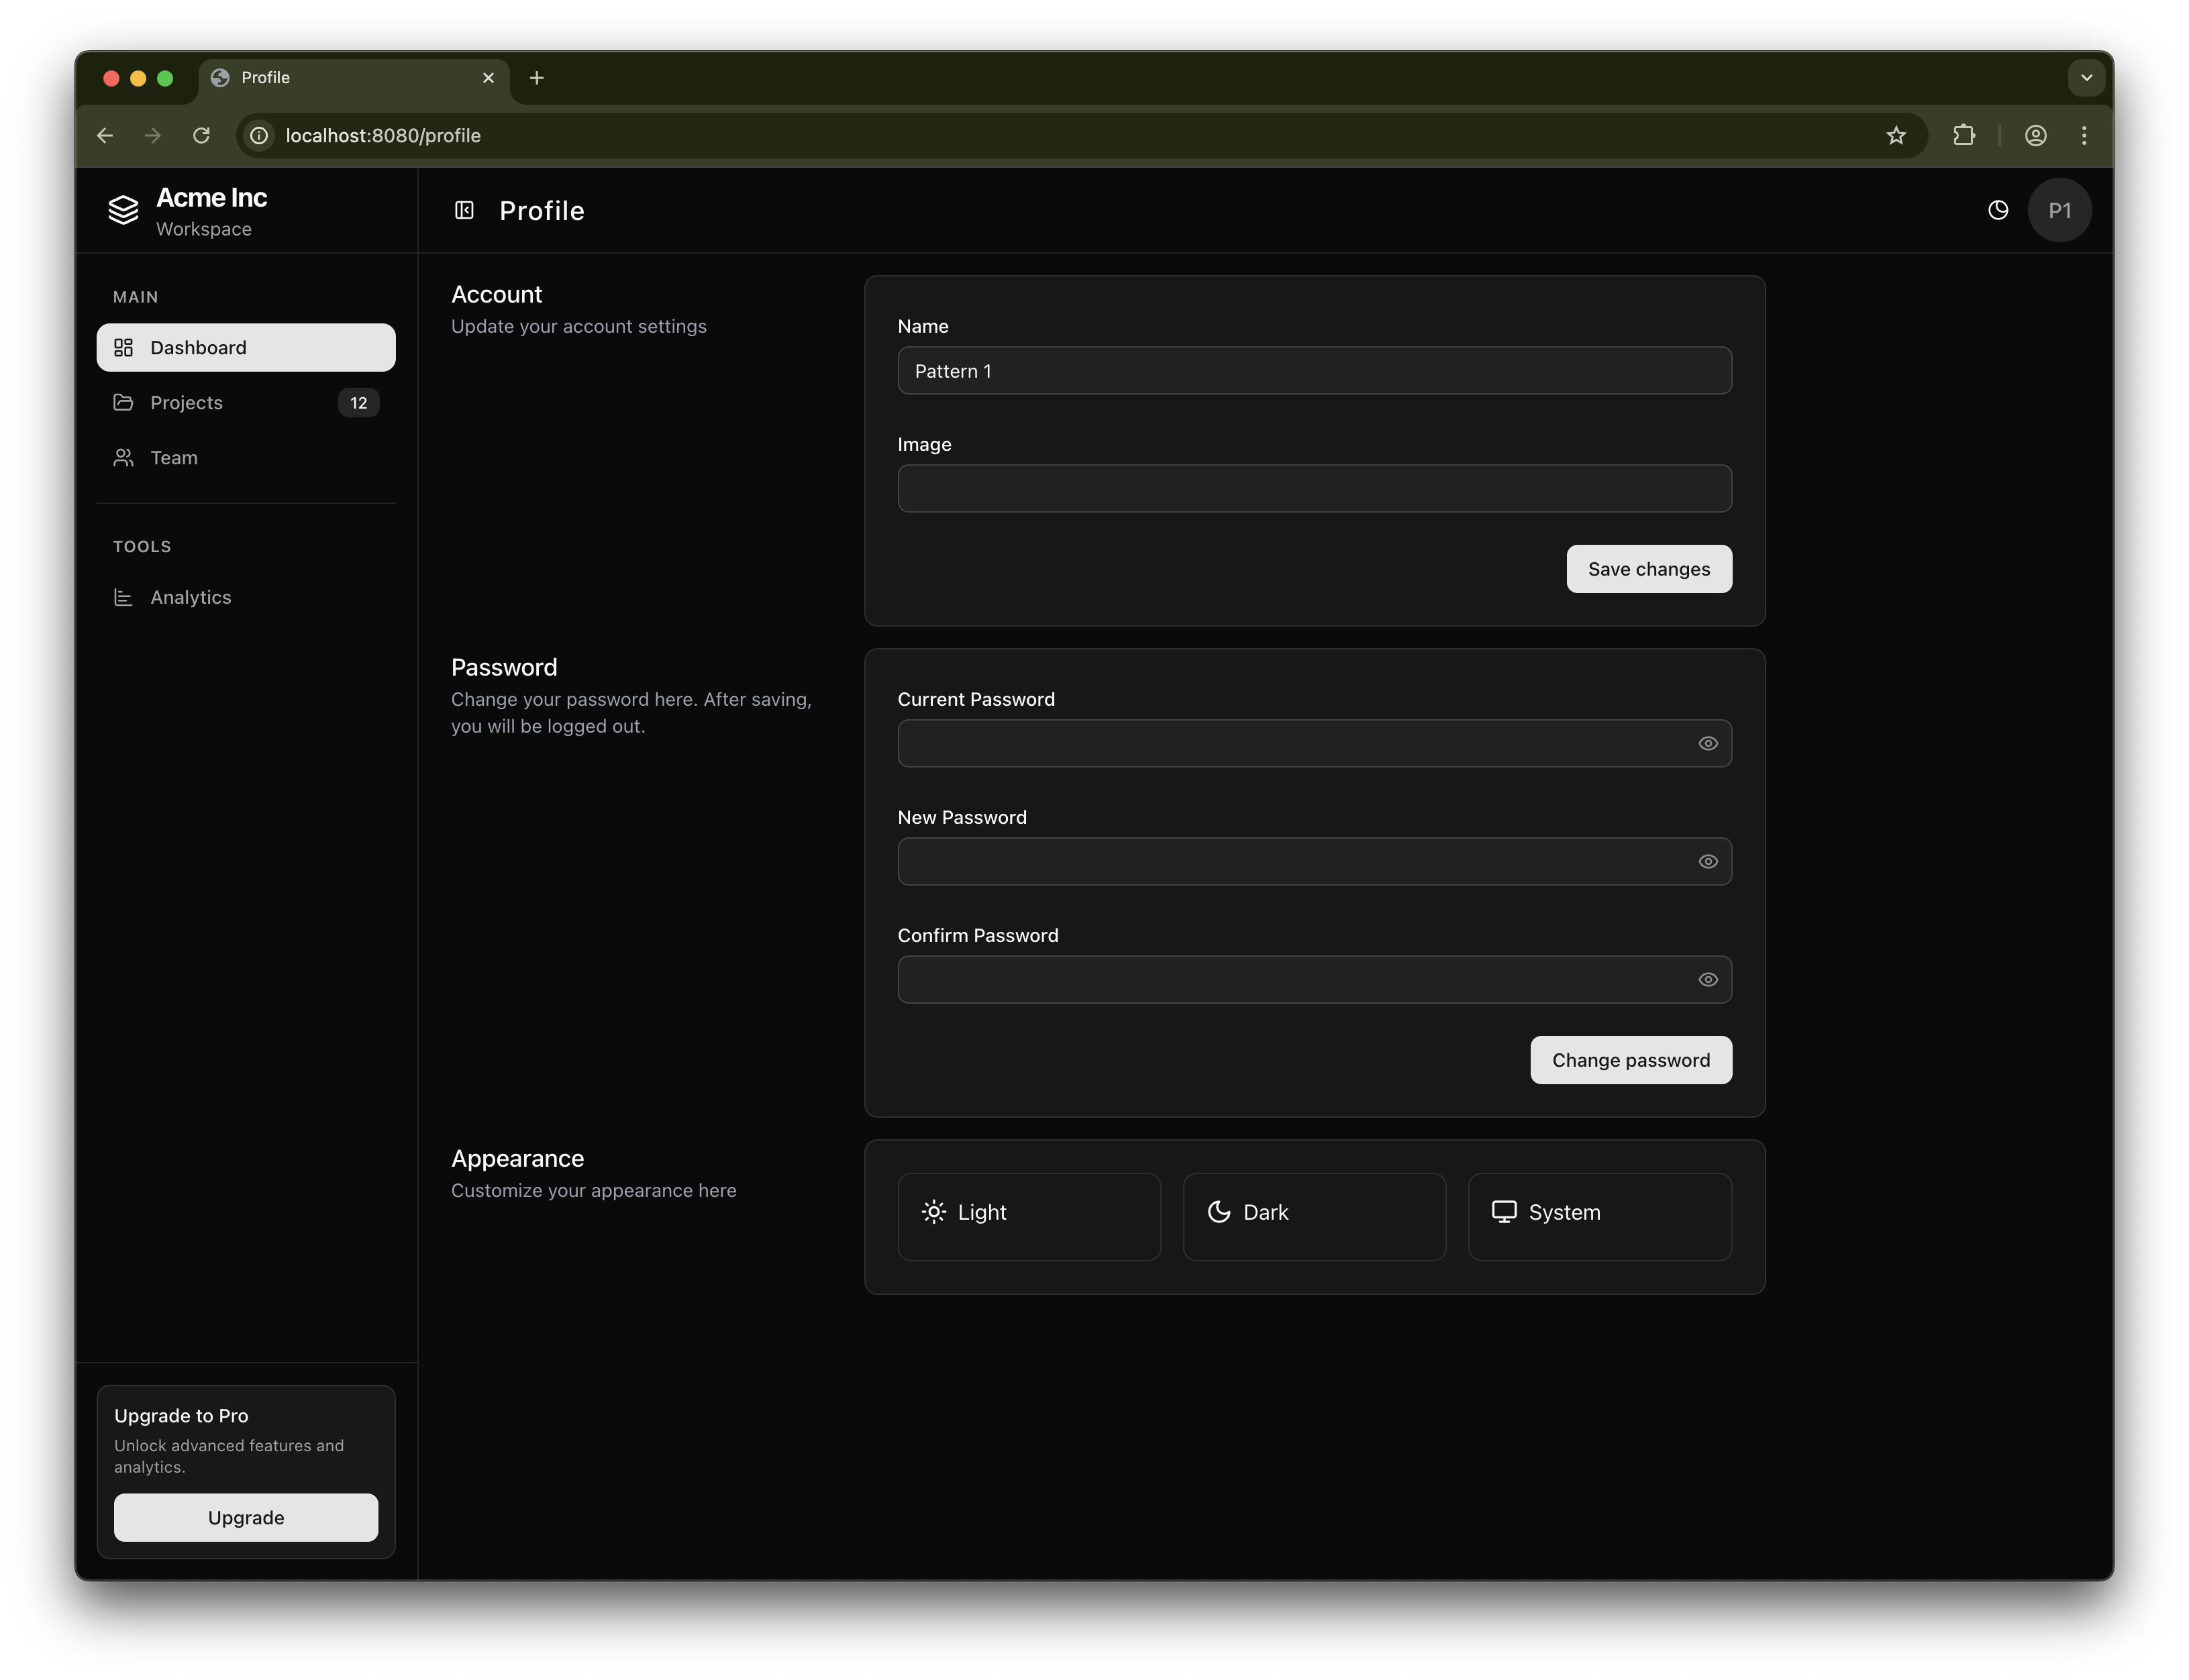 Profile
localhost:8080/profile
Acme Inc
Workspace
Profile
P1
MAIN
Dashboard
Projects
12
Team
TOOLS
Analytics
Upgrade to Pro
Unlock advanced features and
analytics.
Upgrade
Account
Update your account settings
Name
Pattern 1
Image
Save changes
Password
Change your password here. After saving,
you will be logged out.
Current Password
New Password
Confirm Password
Change password
Appearance
Customize your appearance here
Light
Dark
System